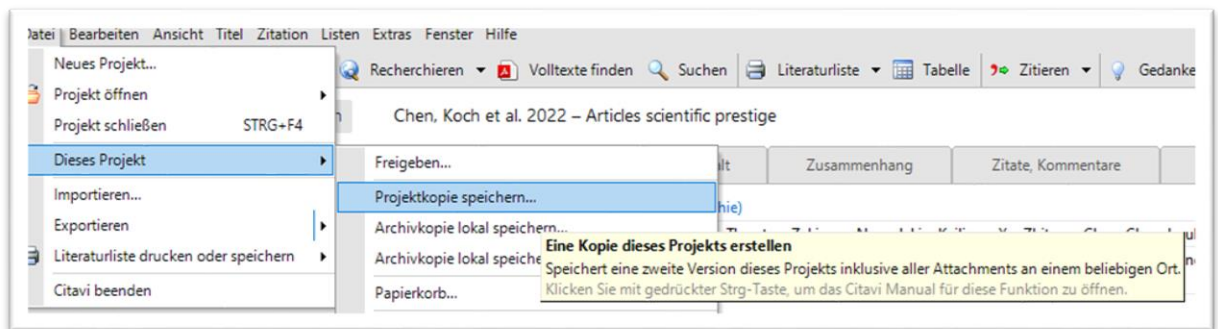 Datei Bearbeiten Ansicht Titel Zitation Listen Extras Fenster Hilfe
Neues Projekt...
Recherchieren Volltexte finden Suchen Literaturliste Tabelle Zitieren Gedanke
Projekt öffnen
Projekt schließen STRG+F4
Chen, Koch et al. 2022 – Articles scientific prestige
Dieses Projekt
Freigeben...
Zusammenhang Zitate, Kommentare
Importieren...
Projektkopie speichern...
hie)
Exportieren
Archivkopie lokal speichern...
Literaturliste drucken oder speichern
Archivkopie lokal speiche
Eine Kopie dieses Projekts erstellen
Speichert eine zweite Version dieses Projekts inklusive aller Attachments an einem beliebigen Ort.
Klicken Sie mit gedrückter Strg-Taste, um das Citavi Manual für diese Funktion zu öffnen.
Citavi beenden
Papierkorb...